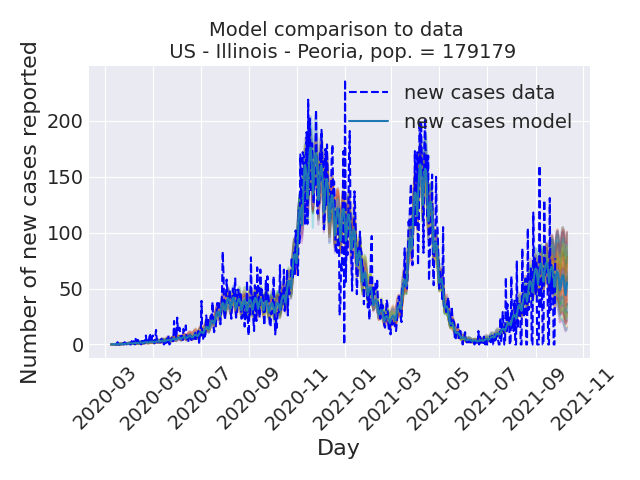 Model comparison to data
US - Illinois - Peoria, pop. = 179179
new cases data
new cases model
Number of new cases reported
200
150
100
50
0
2020-03
2020-05
2020-07
2020-09
2020-11
2021-01
2021-03
2021-05
2021-07
2021-09
2021-11
Day